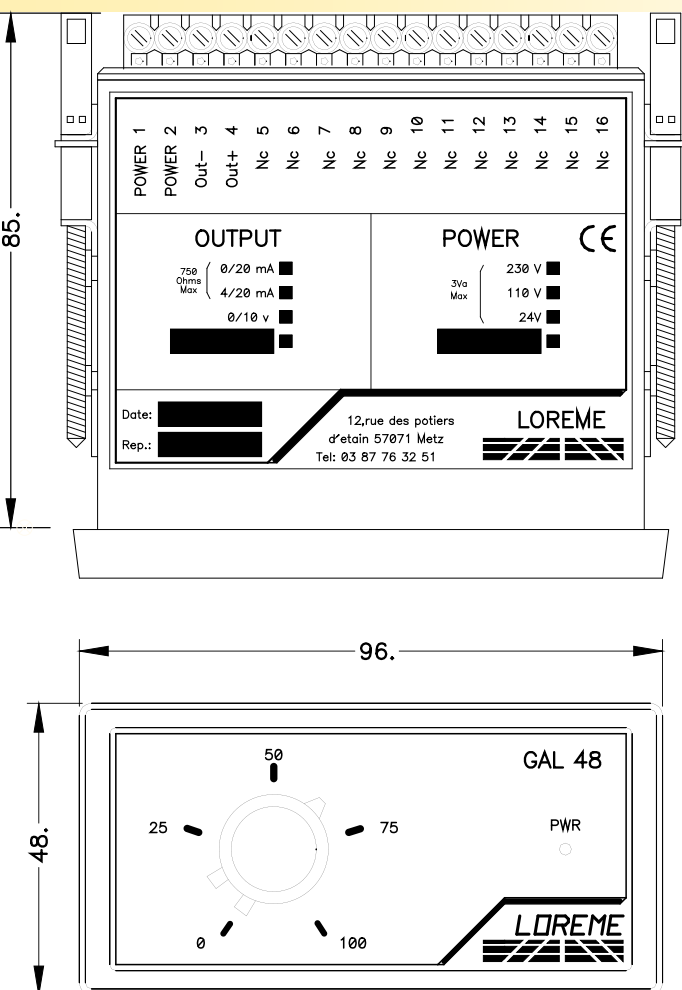 POWER 1
POWER 2
Out- 3
Out+ 4
Nc 5
Nc 6
Nc 7
Nc 8
Nc 9
Nc 10
Nc 11
Nc 12
Nc 13
Nc 14
Nc 15
Nc 16
85.
OUTPUT
750 Ohms Max
0/20 mA
4/20 mA
0/10 v
POWER
CE
3Va Max
230 V
110 V
24V
Date:
Rep.:
12,rue des potiers
d'etain 57071 Metz
Tel: 03 87 76 32 51
LOREME
96.
48.
GAL 48
50
25
75
0
100
PWR
LOREME